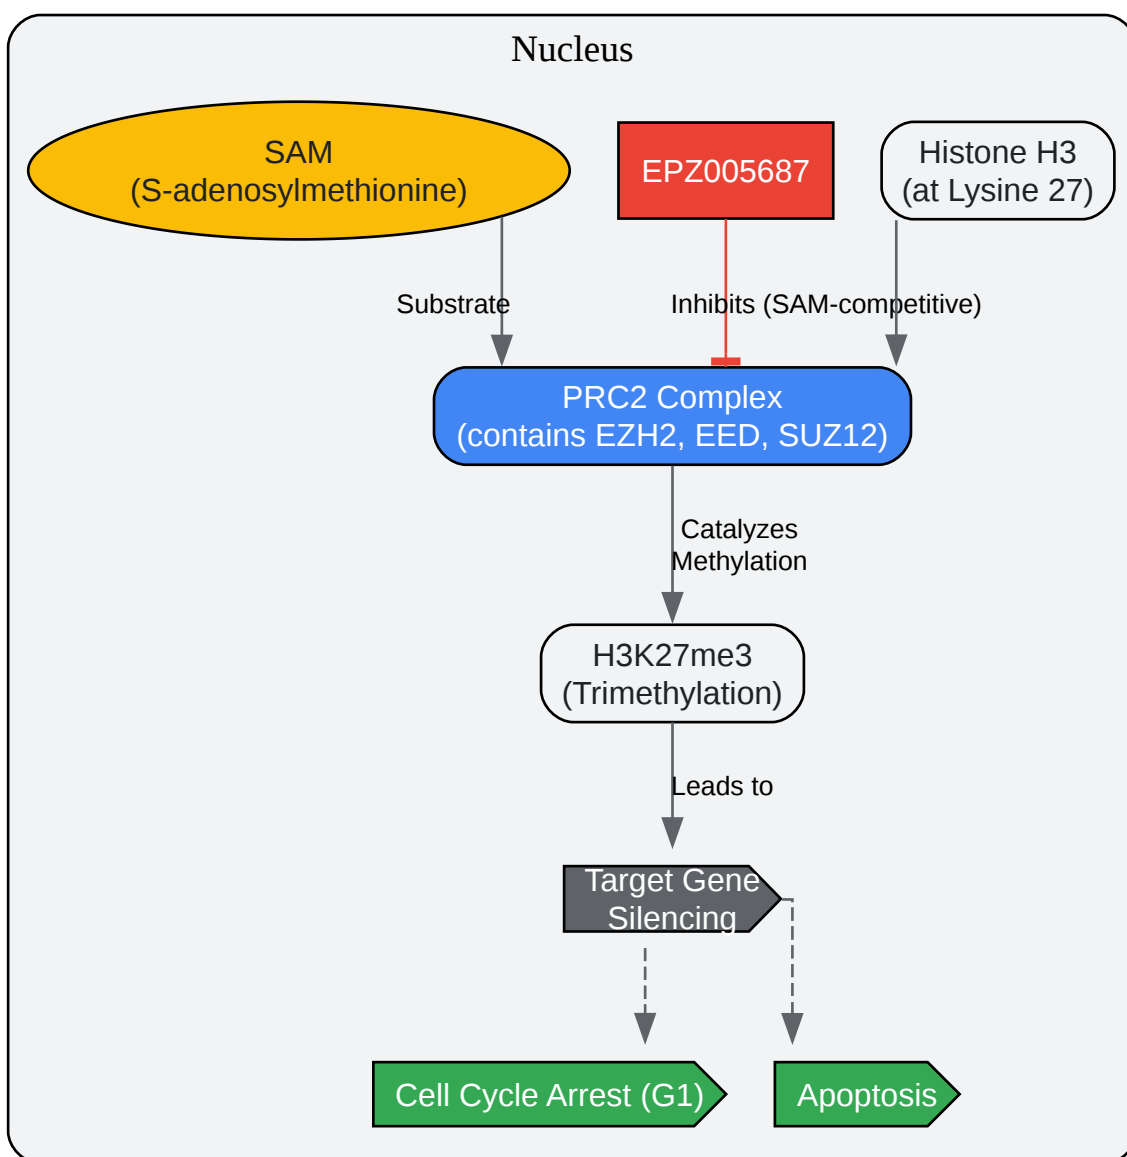 Nucleus
SAM
(S-adenosylmethionine)
EPZ005687
Histone H3
(at Lysine 27)
Substrate
Inhibits (SAM-competitive)
PRC2 Complex
(contains EZH2, EED, SUZ12)
Catalyzes
Methylation
H3K27me3
(Trimethylation)
Leads to
Target Gene
Silencing
Cell Cycle Arrest (G1)
Apoptosis